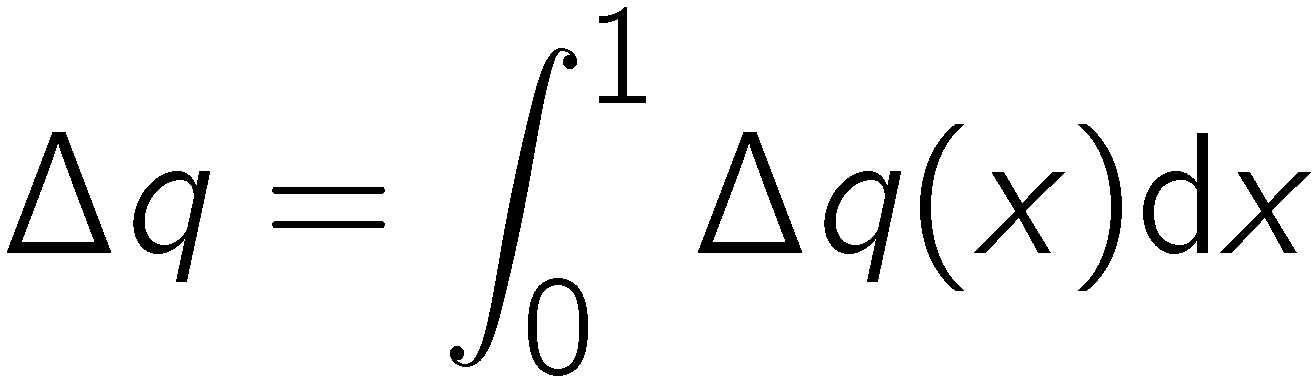 Δq = ∫₀¹ Δq(x)dx